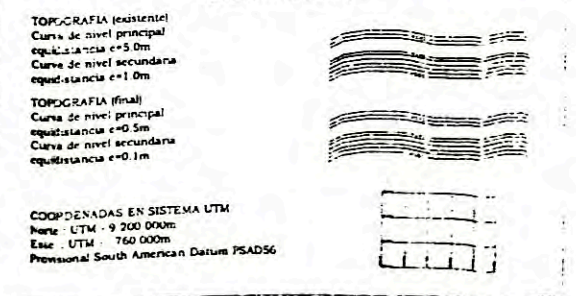 TOPOGRAFIA (existente)
Curva de nivel principal
equidistancia e=5.0m
Curva de nivel secundaria
equidistancia e=1.0m
TOPOGRAFIA (final)
Curva de nivel principal
equidistancia e=0.5m
Curva de nivel secundaria
equidistancia e=0.1m
COORDENADAS EN SISTEMA UTM
Norte : UTM - 9 200 000m
Este : UTM - 760 000m
Provisional South American Datum PSAD56